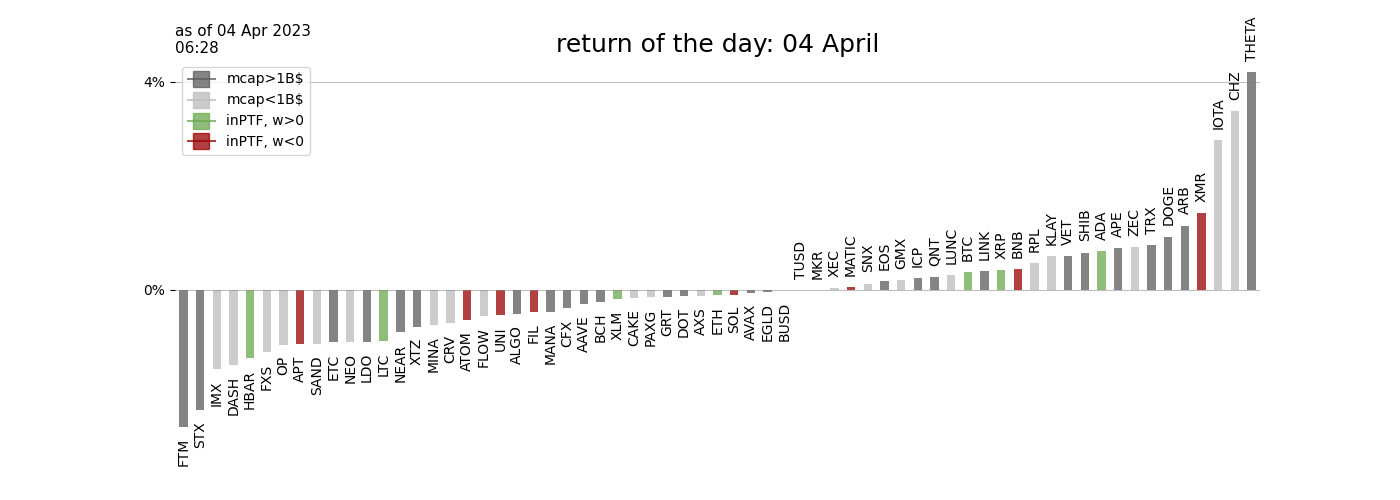 as of 04 Apr 2023
06:28
return of the day: 04 April
4%
0%
mcap>1B$
mcap<1B$
inPTF, w>0
inPTF, w<0
FTM
STX
IMX
DASH
HBAR
FXS
OP
APT
SAND
ETC
NEO
LDO
LTC
NEAR
XTZ
MINA
CRV
ATOM
FLOW
UNI
ALGO
FIL
MANA
CFX
AAVE
BCH
XLM
CAKE
PAXG
GRT
DOT
AXS
ETH
SOL
AVAX
EGLD
BUSD
TUSD
MKR
XEC
MATIC
SNX
EOS
GMX
ICP
QNT
LUNC
BTC
LINK
XRP
BNB
RPL
KLAY
VET
SHIB
ADA
APE
ZEC
TRX
DOGE
ARB
XMR
IOTA
CHZ
THETA